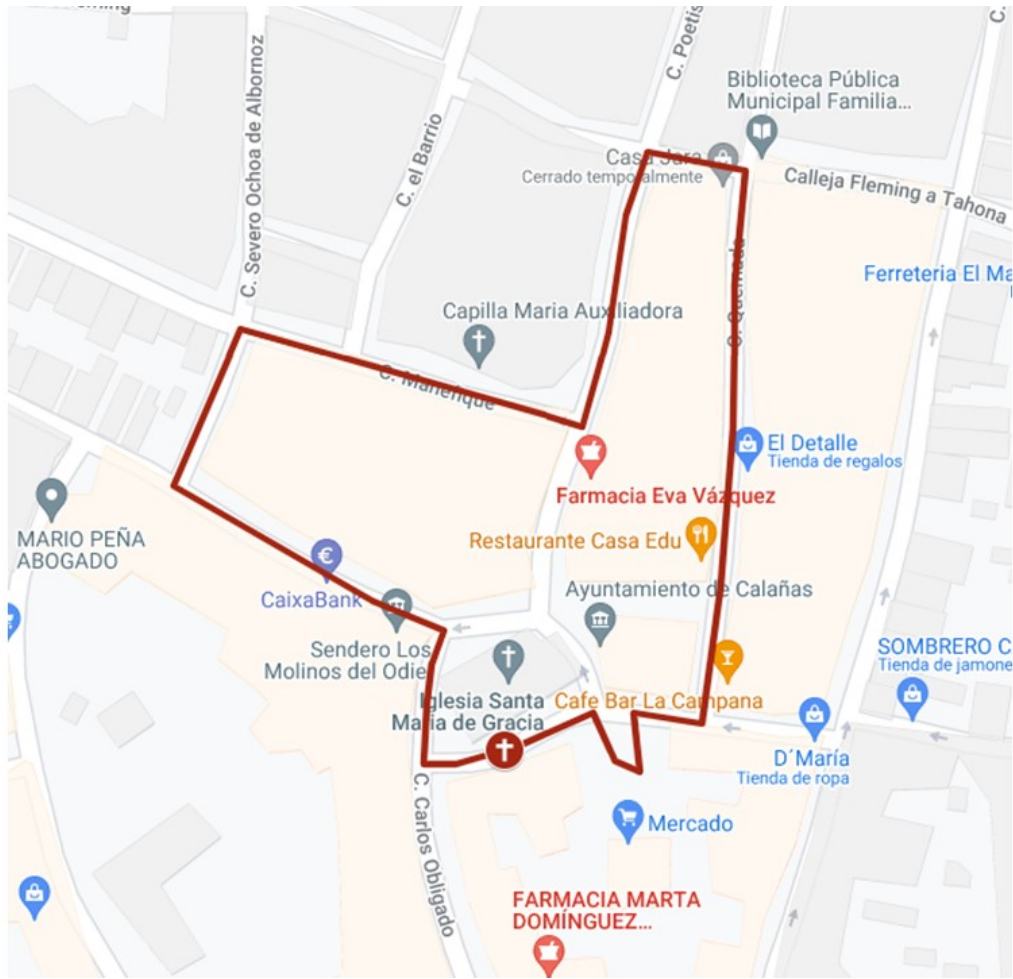 C. Severo Ochoa de Albornoz
C. el Barrio
C. Poetis
C.
Biblioteca Pública
Municipal Familia...
Casa Jara
Cerrado temporalmente
Calleja Fleming a Tahona
Ferreteria El Ma
C. Quemada
Capilla Maria Auxiliadora
C. Manefique
El Detalle
Tienda de regalos
Farmacia Eva Vázquez
MARIO PEÑA
ABOGADO
Restaurante Casa Edu
CaixaBank
Ayuntamiento de Calañas
Sendero Los
Molinos del Odie
SOMBRERO C
Tienda de jamone
Iglesia Santa
Maria de Gracia
Cafe Bar La Campana
D´María
Tienda de ropa
C. Carlos Obligado
Mercado
FARMACIA MARTA
DOMÍNGUEZ...